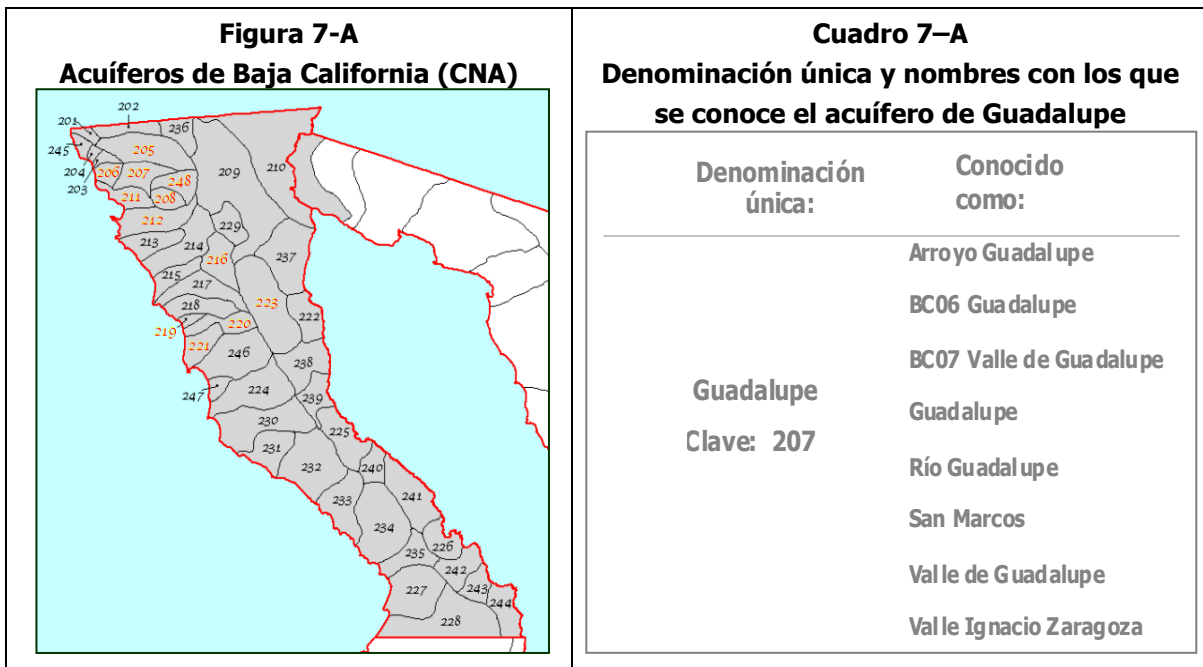 Figura 7-A
Acuíferos de Baja California (CNA)
202
201
236
245
205
204
206
207
248
209
210
203
211
208
212
229
213
214
216
237
215
217
223
218
219
220
222
221
246
238
247
224
239
230
225
231
232
240
233
241
234
235
226
242
227
243
244
228
Cuadro 7–A
Denominación única y nombres con los que
se conoce el acuífero de Guadalupe
Denominación
única:
Conocido
como:
Guadalupe
Clave: 207
Arroyo Guadalupe
BC06 Guadalupe
BC07 Valle de Guadalupe
Guadalupe
Río Guadalupe
San Marcos
Valle de Guadalupe
Valle Ignacio Zaragoza